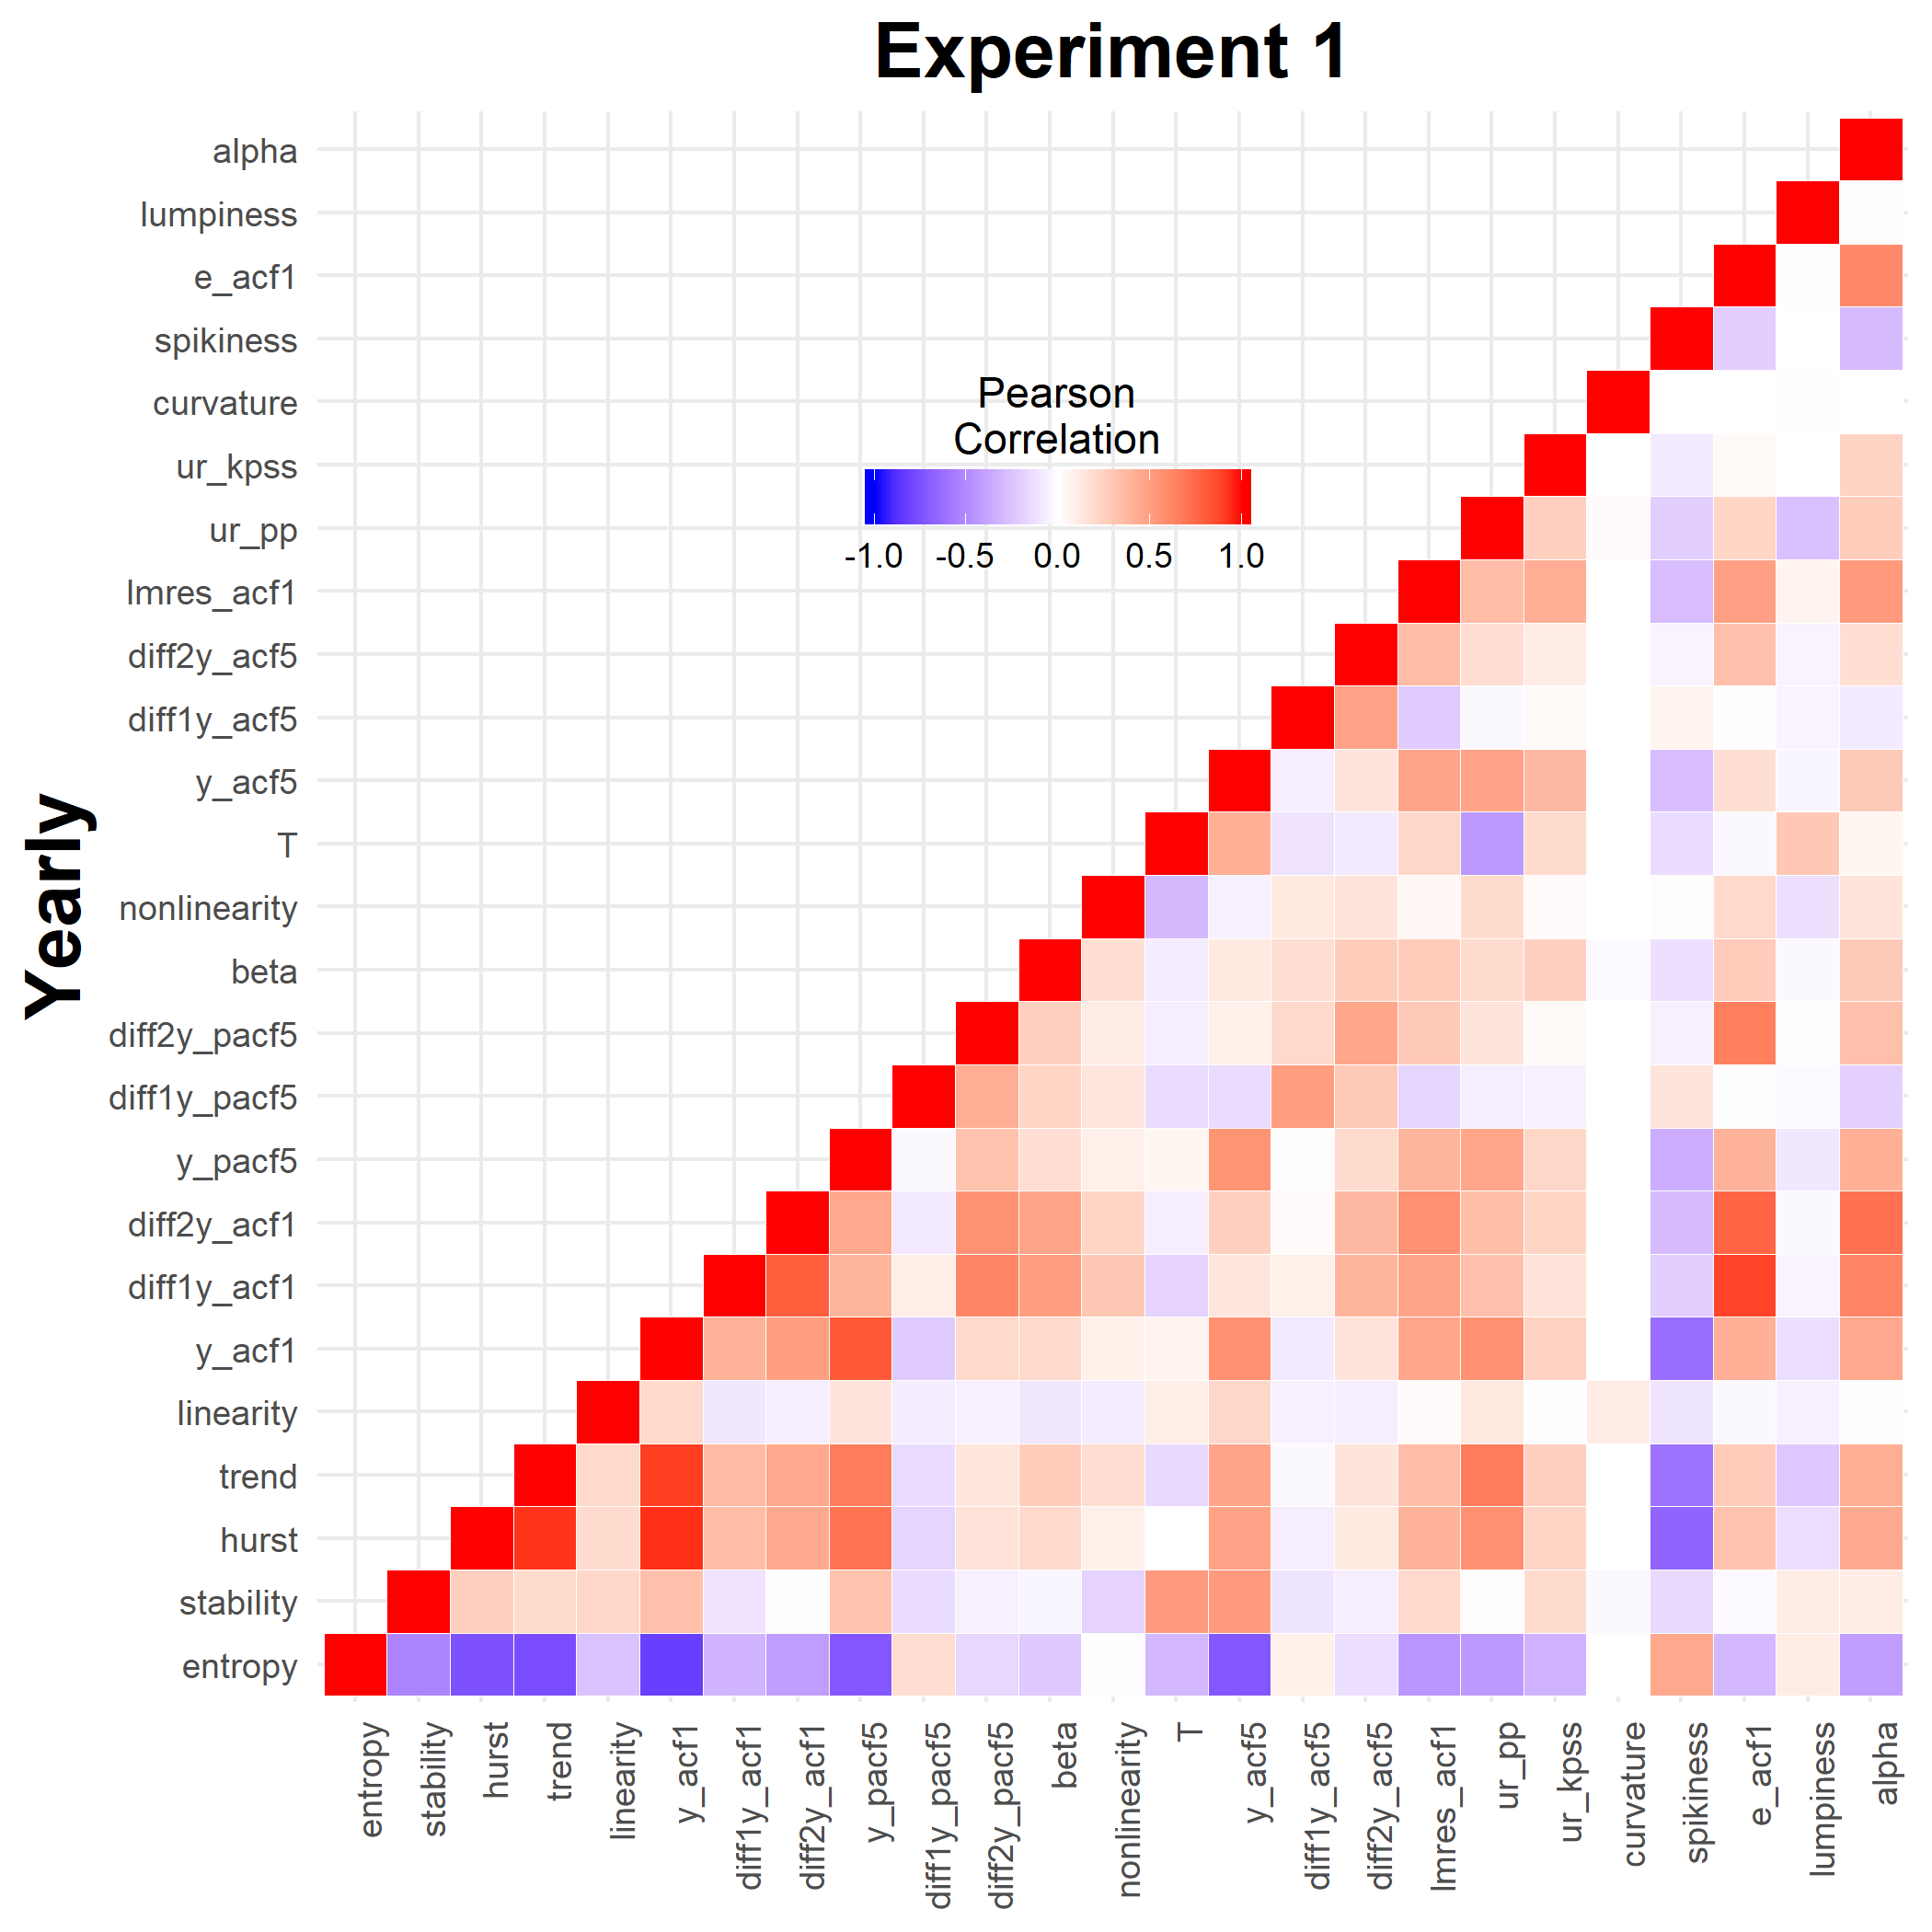 Experiment 1
Yearly
alpha
lumpiness
e_acf1
spikiness
curvature
ur_kpss
ur_pp
lmres_acf1
diff2y_acf5
diff1y_acf5
y_acf5
T
nonlinearity
beta
diff2y_pacf5
diff1y_pacf5
y_pacf5
diff2y_acf1
diff1y_acf1
y_acf1
linearity
trend
hurst
stability
entropy
Pearson
Correlation
-1.0 -0.5 0.0 0.5 1.0
entropy
stability
hurst
trend
linearity
y_acf1
diff1y_acf1
diff2y_acf1
y_pacf5
diff1y_pacf5
diff2y_pacf5
beta
nonlinearity
T
y_acf5
diff1y_acf5
diff2y_acf5
lmres_acf1
ur_pp
ur_kpss
curvature
spikiness
e_acf1
lumpiness
alpha